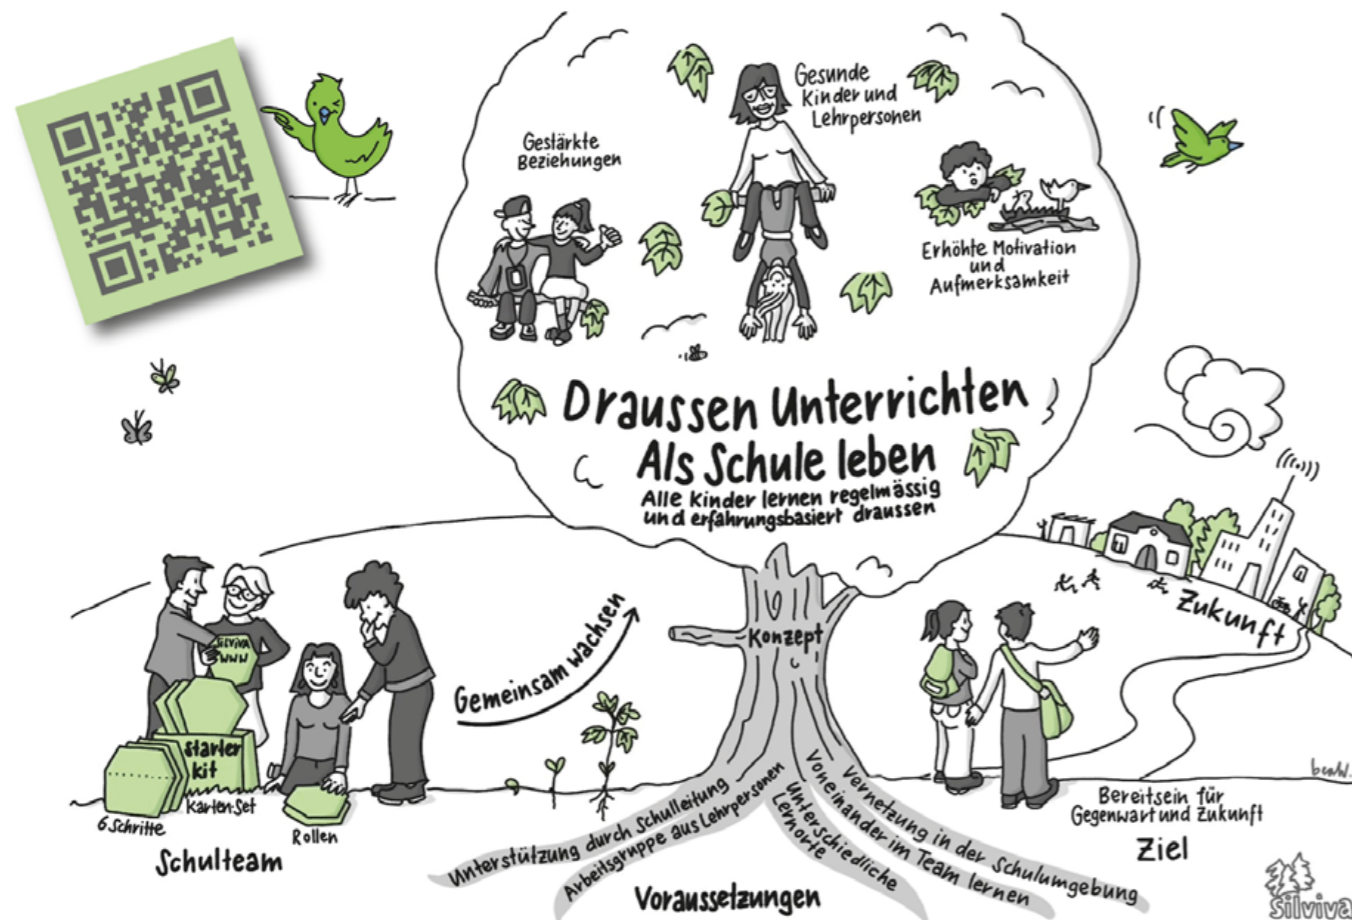 Gesunde
Kinder und
Lehrpersonen
Gestärkte
Beziehungen
Erhöhte Motivation
und
Aufmerksamkeit
Draussen Unterrichten
Als Schule leben
Alle Kinder lernen regelmässig
und erfahrungsbasiert draussen
Zukunft
Konzept
Gemeinsam wachsen
SILVIVA
WWW
Starter
kit
Karten-Set
6 Schritte
Rollen
Schulteam
Unterstützung durch Schulleitung
Arbeitsgruppe aus Lehrpersonen
Unterschiedliche
Lernorte
Voneinander im Team lernen
Vernetzung in der Schulumgebung
Voraussetzungen
Bereitsein für
Gegenwart und Zukunft
Ziel
silviva